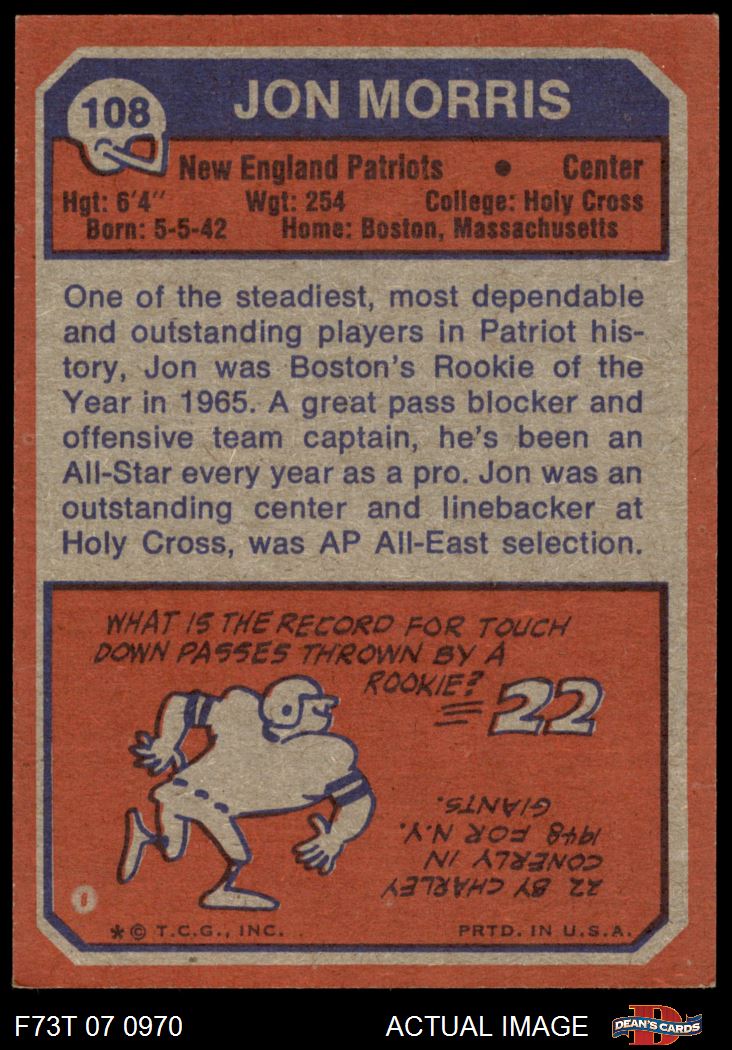 108
JON MORRIS
New England Patriots • Center
Hgt: 6'4" Wgt: 254 College: Holy Cross
Born: 5-5-42 Home: Boston, Massachusetts
One of the steadiest, most dependable
and outstanding players in Patriot his-
tory, Jon was Boston's Rookie of the
Year in 1965. A great pass blocker and
offensive team captain, he's been an
All-Star every year as a pro. Jon was an
outstanding center and linebacker at
Holy Cross, was AP All-East selection.
WHAT IS THE RECORD FOR TOUCH
DOWN PASSES THROWN BY A
ROOKIE?
22
22 BY CHARLEY
CONERLY IN
1948 FOR N.Y.
GIANTS.
* © T.C.G., INC. PRTD. IN U.S.A.
F73T 07 0970 ACTUAL IMAGE
D
DEAN'S CARDS